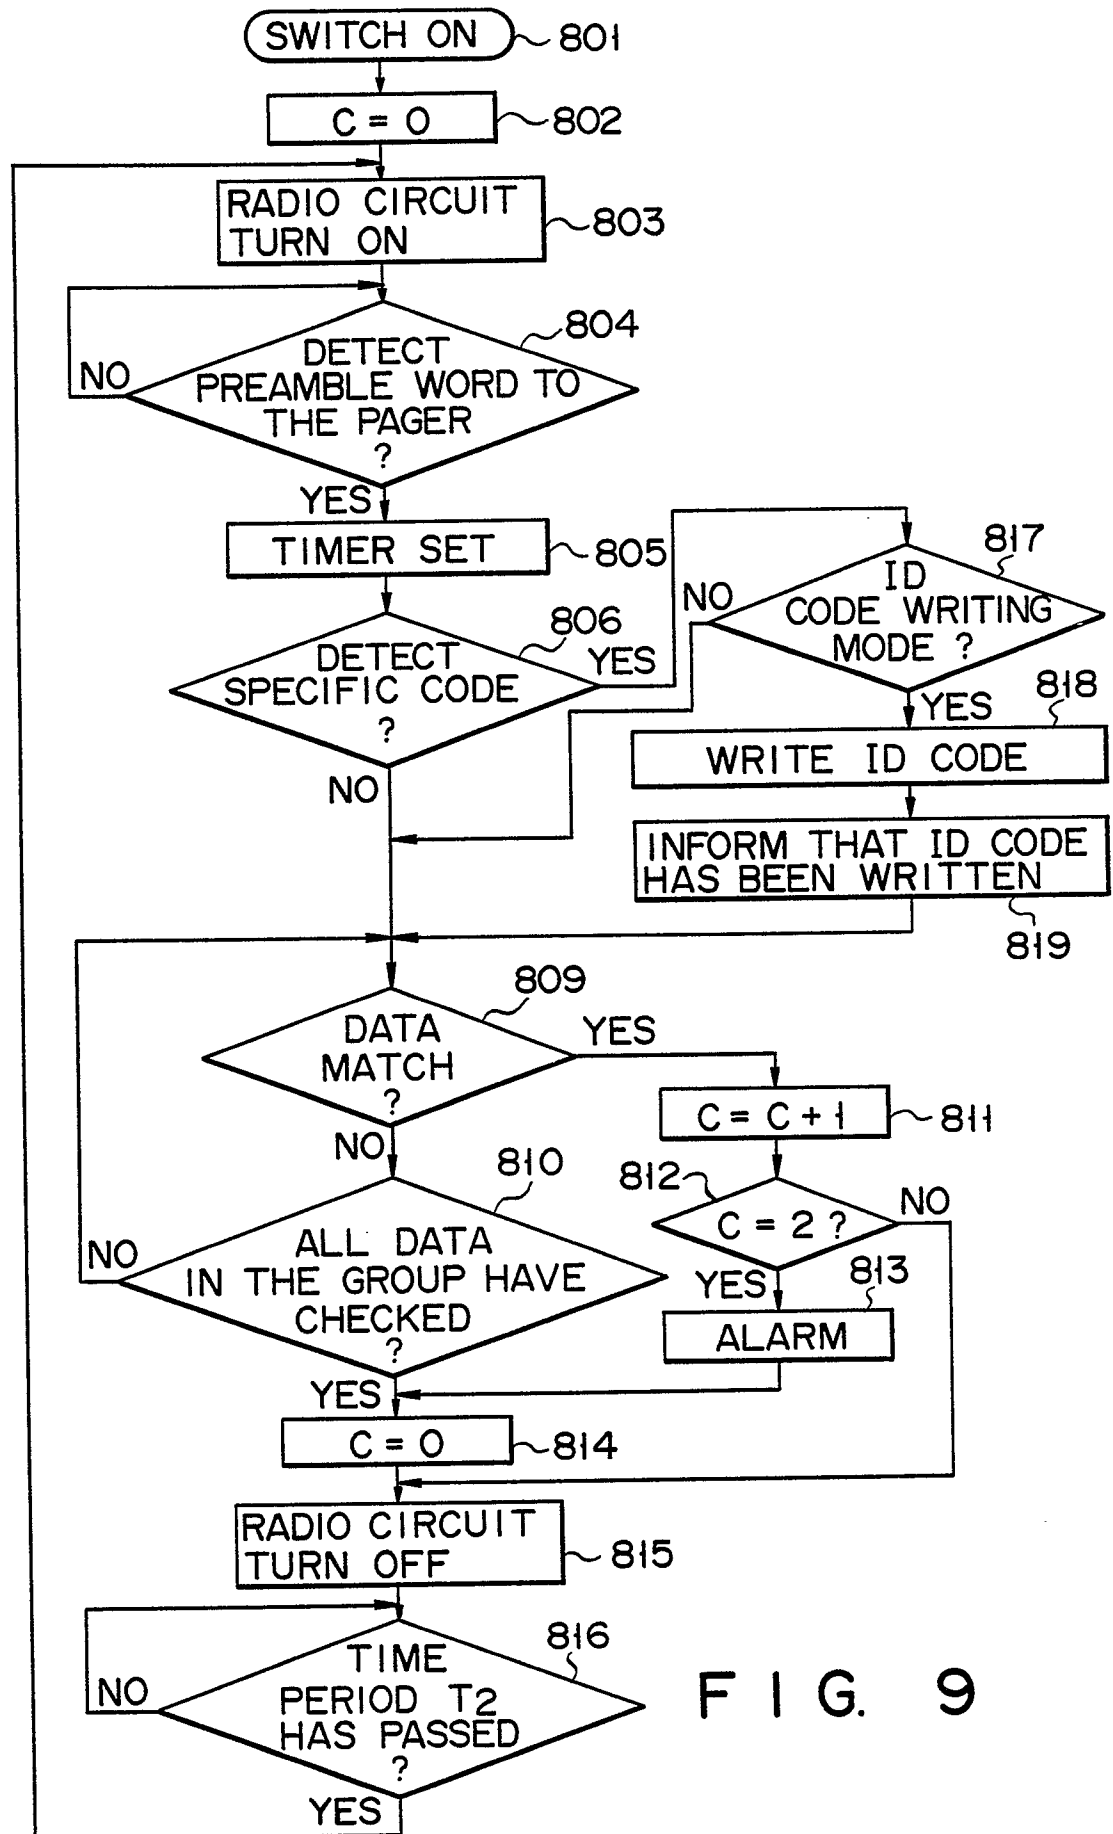 SWITCH ON
801
C = 0
802
RADIO CIRCUIT
TURN ON
803
804
DETECT
PREAMBLE WORD TO
THE PAGER
?
NO
YES
TIMER SET
805
806
DETECT
SPECIFIC CODE
?
YES
NO
817
ID
CODE WRITING
MODE ?
NO
YES
818
WRITE ID CODE
INFORM THAT ID CODE
HAS BEEN WRITTEN
819
809
DATA
MATCH
?
YES
NO
C = C + 1
811
812
C = 2 ?
NO
YES
813
ALARM
810
ALL DATA
IN THE GROUP HAVE
CHECKED
?
NO
YES
C = 0
814
RADIO CIRCUIT
TURN OFF
815
816
TIME
PERIOD T2
HAS PASSED
?
NO
YES
FIG. 9